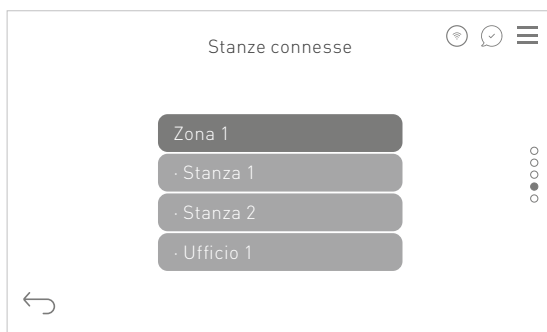 Stanze connesse
Zona 1
· Stanza 1
· Stanza 2
· Ufficio 1